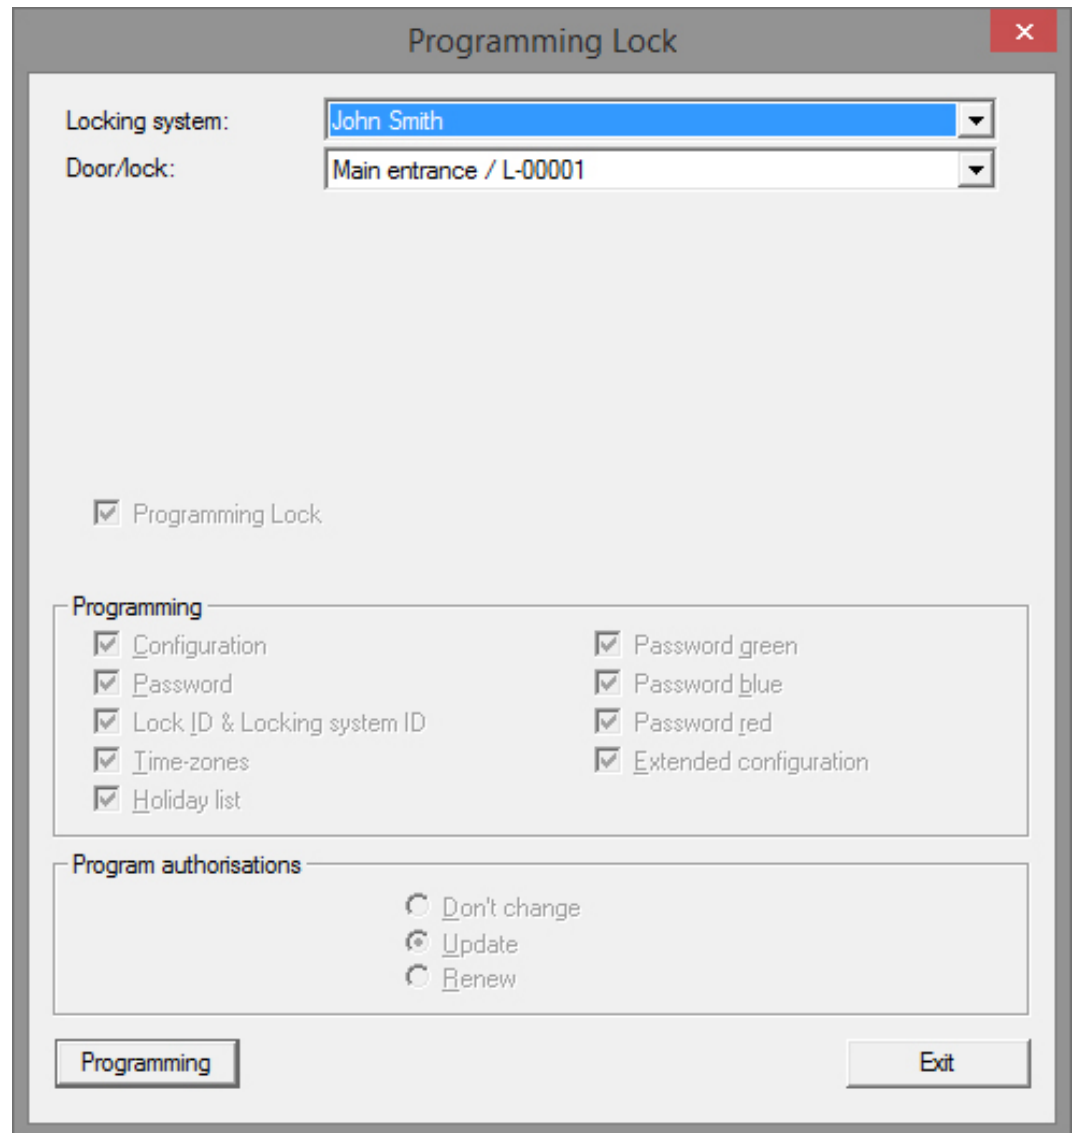 Programming Lock
Locking system: John Smith
Door/lock: Main entrance / L-00001
Programming Lock
Programming
Configuration Password green
Password Password blue
Lock ID & Locking system ID Password red
Time-zones Extended configuration
Holiday list
Program authorisations
Don't change
Update
Renew
Programming Exit